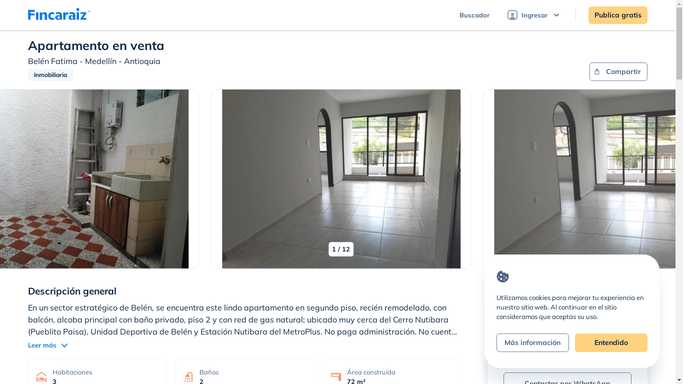 Fincaraiz
Buscador
Ingresar
Publica gratis
Apartamento en venta
Belén Fatima - Medellín - Antioquia
Inmobiliaria
Compartir
1 / 12
Descripción general
En un sector estratégico de Belén, se encuentra este lindo apartamento en segundo piso, recién remodelado, con
balcón, alcoba principal con baño privado, piso 2 y con red de gas natural; ubicado muy cerca del Cerro Nutibara
(Pueblito Paisa), Unidad Deportiva de Belén y Estación Nutibara del MetroPlus. No paga administración. No cuent...
Leer más
Habitaciones
3
Baños
2
Área construida
72 m²
Utilizamos cookies para mejorar tu experiencia en
nuestro sitio web. Al continuar en el sitio
consideramos que aceptas su uso.
Más información
Entendido
Contactar por WhatsApp